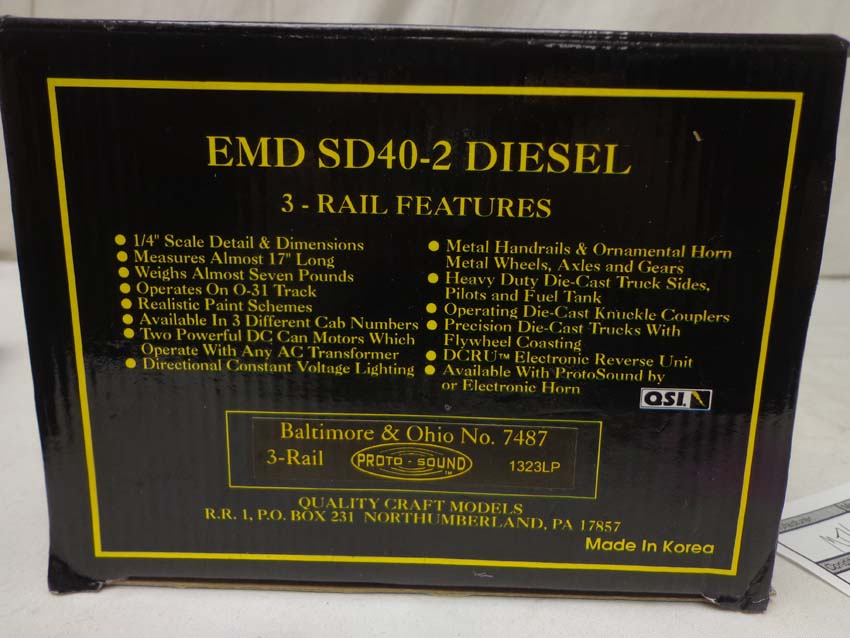 EMD SD40-2 DIESEL
3 - RAIL FEATURES
● 1/4" Scale Detail & Dimensions
● Measures Almost 17" Long
● Weighs Almost Seven Pounds
● Operates On O-31 Track
● Realistic Paint Schemes
● Available In 3 Different Cab Numbers
● Two Powerful DC Can Motors Which
Operate With Any AC Transformer
● Directional Constant Voltage Lighting
● Metal Handrails & Ornamental Horn
Metal Wheels, Axles and Gears
● Heavy Duty Die-Cast Truck Sides,
Pilots and Fuel Tank
● Operating Die-Cast Knuckle Couplers
● Precision Die-Cast Trucks With
Flywheel Coasting
● DCRU™ Electronic Reverse Unit
● Available With ProtoSound by
or Electronic Horn
QSI
Baltimore & Ohio No. 7487
3-Rail PROTO-SOUND™ 1323LP
QUALITY CRAFT MODELS
R.R. 1, P.O. BOX 231 NORTHUMBERLAND, PA 17857
Made In Korea